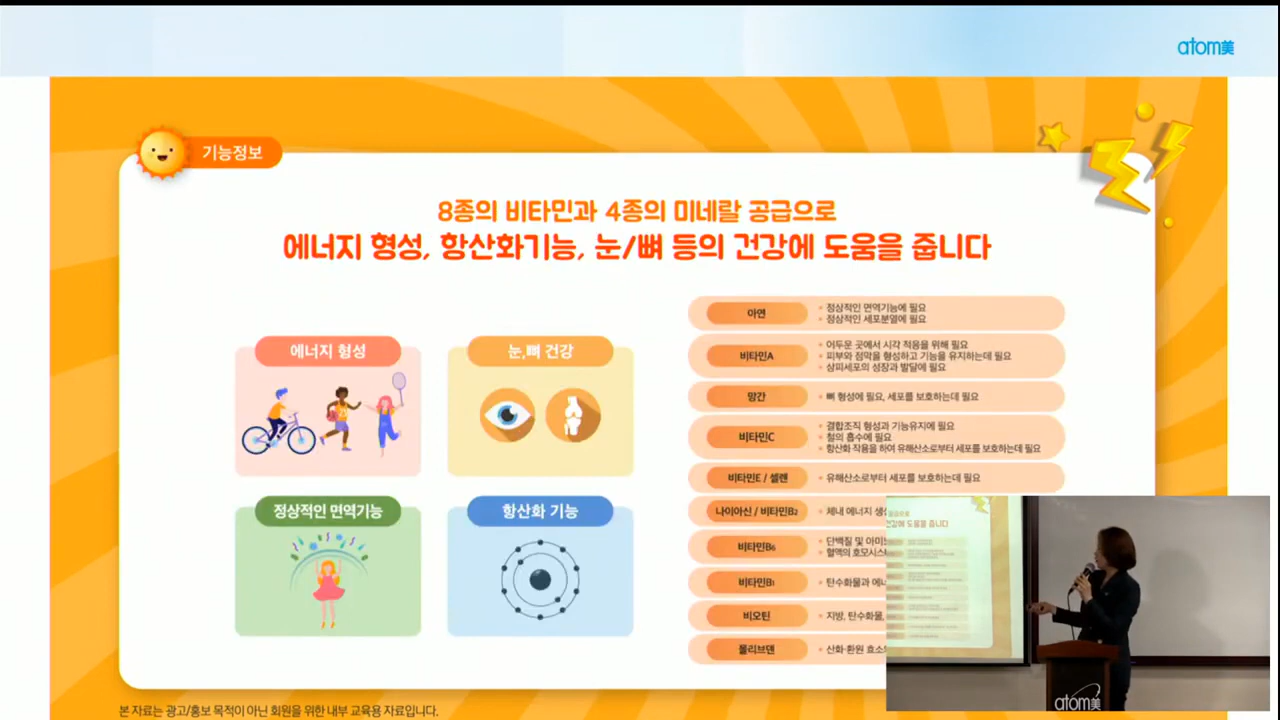 atom美
기능정보
8종의 비타민과 4종의 미네랄 공급으로
에너지 형성, 항산화기능, 눈/뼈 등의 건강에 도움을 줍니다
에너지 형성
눈,뼈 건강
정상적인 면역기능
항산화 기능
아연
• 정상적인 면역기능에 필요
• 정상적인 세포분열에 필요
비타민A
• 어두운 곳에서 시각 적응을 위해 필요
• 피부와 점막을 형성하고 기능을 유지하는데 필요
• 상피세포의 성장과 발달에 필요
망간
• 뼈 형성에 필요, 세포를 보호하는데 필요
비타민C
• 결합조직 형성과 기능유지에 필요
• 철의 흡수에 필요
• 항산화 작용을 하여 유해산소로부터 세포를 보호하는데 필요
비타민E / 셀렌
• 유해산소로부터 세포를 보호하는데 필요
나이아신 / 비타민B2
• 체내 에너지 생성
비타민B6
• 단백질 및 아미노
• 혈액의 호모시스테
비타민B1
• 탄수화물과 에너
비오틴
• 지방, 탄수화물,
몰리브덴
• 산화·환원 효소
본 자료는 광고/홍보 목적이 아닌 회원을 위한 내부 교육용 자료입니다.
공급으로
건강에 도움을 줍니다
atom美